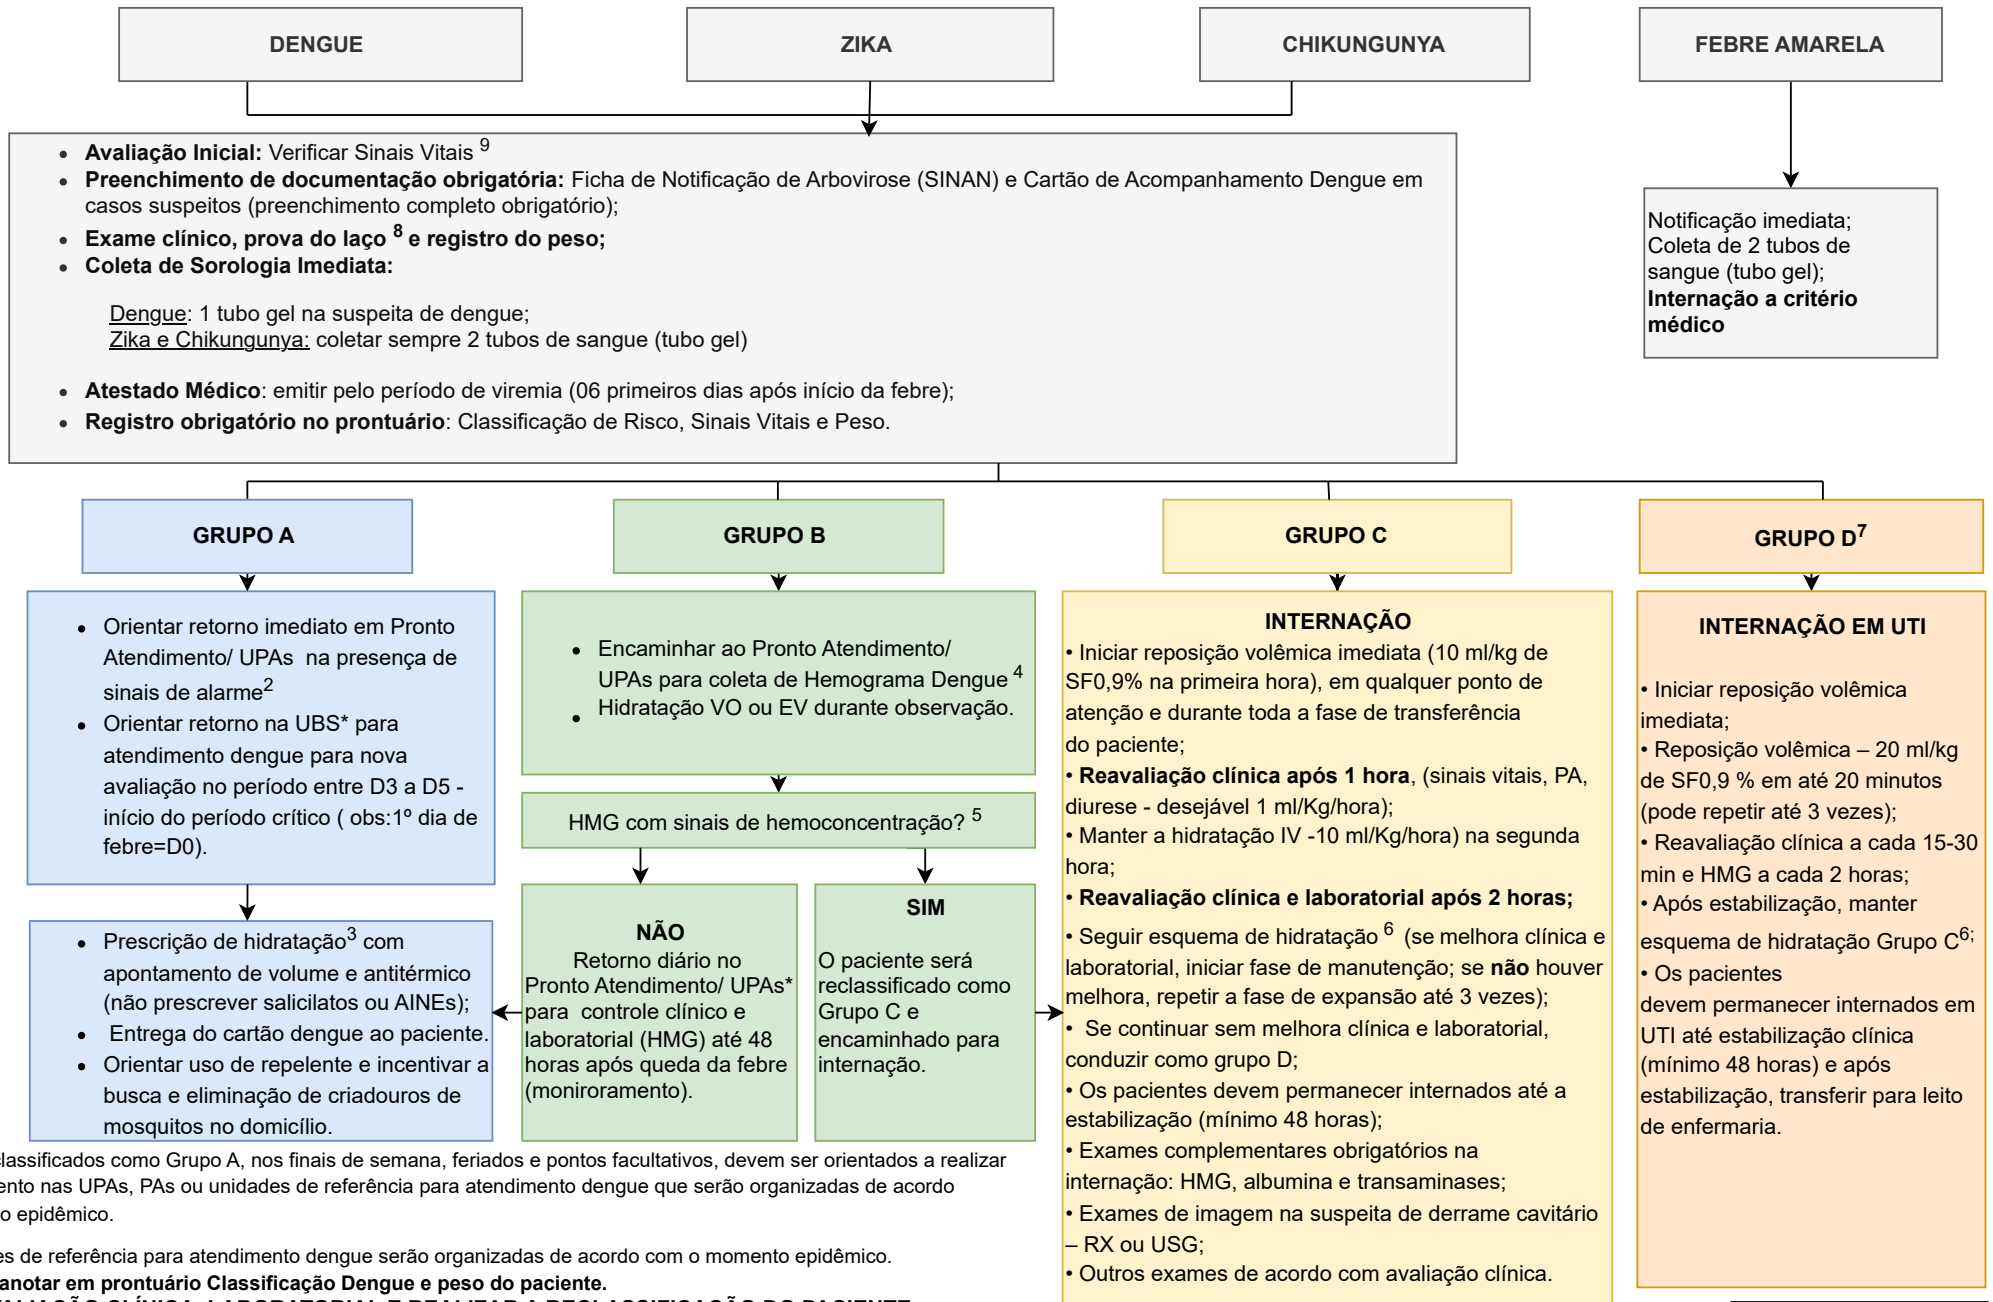 DENGUE
ZIKA
CHIKUNGUNYA
FEBRE AMARELA
• Avaliação Inicial: Verificar Sinais Vitais 9
• Preenchimento de documentação obrigatória: Ficha de Notificação de Arbovirose (SINAN) e Cartão de Acompanhamento Dengue em
casos suspeitos (preenchimento completo obrigatório);
• Exame clínico, prova do laço 8 e registro do peso;
• Coleta de Sorologia Imediata:
Dengue: 1 tubo gel na suspeita de dengue;
Zika e Chikungunya: coletar sempre 2 tubos de sangue (tubo gel)
• Atestado Médico: emitir pelo período de viremia (06 primeiros dias após início da febre);
• Registro obrigatório no prontuário: Classificação de Risco, Sinais Vitais e Peso.
Notificação imediata;
Coleta de 2 tubos de
sangue (tubo gel);
Internação a critério
médico
GRUPO A
• Orientar retorno imediato em Pronto
Atendimento/ UPAs na presença de
sinais de alarme2
• Orientar retorno na UBS* para
atendimento dengue para nova
avaliação no período entre D3 a D5 -
início do período crítico ( obs:1º dia de
febre=D0).
• Prescrição de hidratação3 com
apontamento de volume e antitérmico
(não prescrever salicilatos ou AINEs);
• Entrega do cartão dengue ao paciente.
• Orientar uso de repelente e incentivar a
busca e eliminação de criadouros de
mosquitos no domicílio.
GRUPO B
• Encaminhar ao Pronto Atendimento/
UPAs para coleta de Hemograma Dengue 4
• Hidratação VO ou EV durante observação.
HMG com sinais de hemoconcentração? 5
NÃO
Retorno diário no
Pronto Atendimento/ UPAs*
para controle clínico e
laboratorial (HMG) até 48
horas após queda da febre
(moniroramento).
SIM
O paciente será
reclassificado como
Grupo C e
encaminhado para
internação.
GRUPO C
INTERNAÇÃO
• Iniciar reposição volêmica imediata (10 ml/kg de
SF0,9% na primeira hora), em qualquer ponto de
atenção e durante toda a fase de transferência
do paciente;
• Reavaliação clínica após 1 hora, (sinais vitais, PA,
diurese - desejável 1 ml/Kg/hora);
• Manter a hidratação IV -10 ml/Kg/hora) na segunda
hora;
• Reavaliação clínica e laboratorial após 2 horas;
• Seguir esquema de hidratação 6 (se melhora clínica e
laboratorial, iniciar fase de manutenção; se não houver
melhora, repetir a fase de expansão até 3 vezes);
• Se continuar sem melhora clínica e laboratorial,
conduzir como grupo D;
• Os pacientes devem permanecer internados até a
estabilização (mínimo 48 horas);
• Exames complementares obrigatórios na
internação: HMG, albumina e transaminases;
• Exames de imagem na suspeita de derrame cavitário
– RX ou USG;
• Outros exames de acordo com avaliação clínica.
GRUPO D7
INTERNAÇÃO EM UTI
• Iniciar reposição volêmica
imediata;
• Reposição volêmica – 20 ml/kg
de SF0,9 % em até 20 minutos
(pode repetir até 3 vezes);
• Reavaliação clínica a cada 15-30
min e HMG a cada 2 horas;
• Após estabilização, manter
esquema de hidratação Grupo C6;
• Os pacientes
devem permanecer internados em
UTI até estabilização clínica
(mínimo 48 horas) e após
estabilização, transferir para leito
de enfermaria.
classificados como Grupo A, nos finais de semana, feriados e pontos facultativos, devem ser orientados a realizar
ento nas UPAs, PAs ou unidades de referência para atendimento dengue que serão organizadas de acordo
o epidêmico.
es de referência para atendimento dengue serão organizadas de acordo com o momento epidêmico.
anotar em prontuário Classificação Dengue e peso do paciente.
CLÍNICA, LABORATORIAL E REALIZAR A RECLASSIFICAÇÃO DO PACIENTE